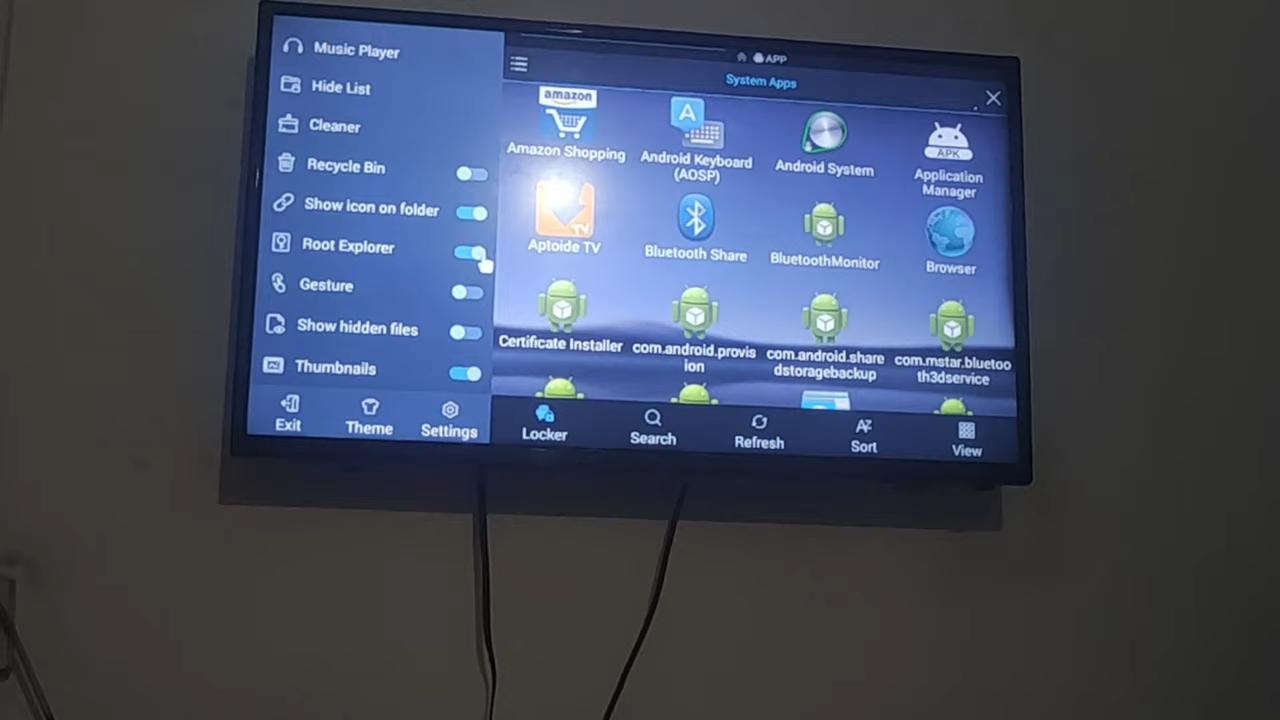 Music Player
Hide List
Cleaner
Recycle Bin
Show icon on folder
Root Explorer
Gesture
Show hidden files
Thumbnails
Exit
Theme
Settings
APP
System Apps
amazon
Amazon Shopping
A
Android Keyboard
(AOSP)
Android System
APK
Application
Manager
TV
Aptoide TV
Bluetooth Share
BluetoothMonitor
Browser
Certificate Installer
com.android.provis
ion
com.android.share
dstoragebackup
com.mstar.bluetoo
th3dservice
Locker
Search
Refresh
AZ
Sort
View